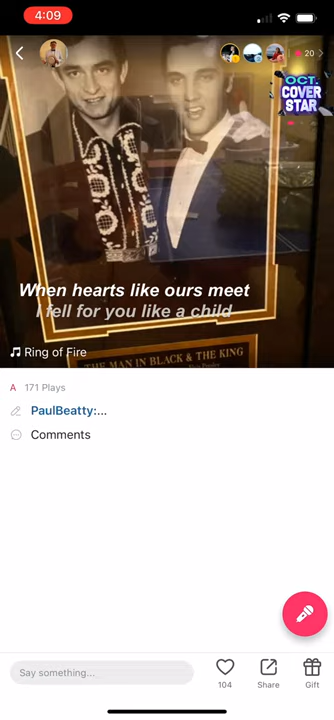 4:09
20
OCT.
COVER
STAR
When hearts like ours meet
I fell for you like a child
Ring of Fire
THE MAN IN BLACK & THE KING
A 171 Plays
PaulBeatty:...
Comments
Say something...
104
Share
Gift